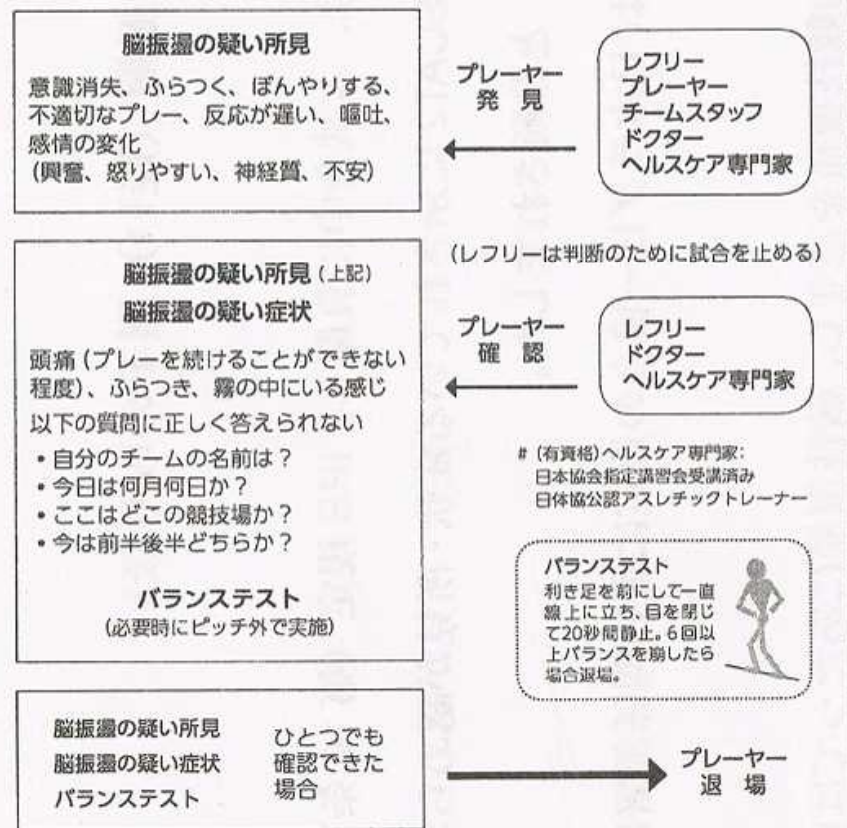 脳振盪の疑い所見
意識消失、ふらつく、ぼんやりする、
不適切なプレー、反応が遅い、嘔吐、
感情の変化
(興奮、怒りやすい、神経質、不安)
プレーヤー
発 見
レフリー
プレーヤー
チームスタッフ
ドクター
ヘルスケア専門家
脳振盪の疑い所見(上記)
脳振盪の疑い症状
頭痛(プレーを続けることができない
程度)、ふらつき、霧の中にいる感じ
以下の質問に正しく答えられない
・自分のチームの名前は?
・今日は何月何日か?
・ここはどこの競技場か?
・今は前半後半どちらか?
バランステスト
(必要時にピッチ外で実施)
(レフリーは判断のために試合を止める)
プレーヤー
確 認
レフリー
ドクター
ヘルスケア専門家
#(有資格)ヘルスケア専門家:
日本協会指定講習会受講済み
日体協公認アスレチックトレーナー
バランステスト
利き足を前にして一直
線上に立ち、目を閉じ
て20秒間静止。6回以
上バランスを崩したら
場合退場。
脳振盪の疑い所見
脳振盪の疑い症状
バランステスト
ひとつでも
確認できた
場合
プレーヤー
退 場